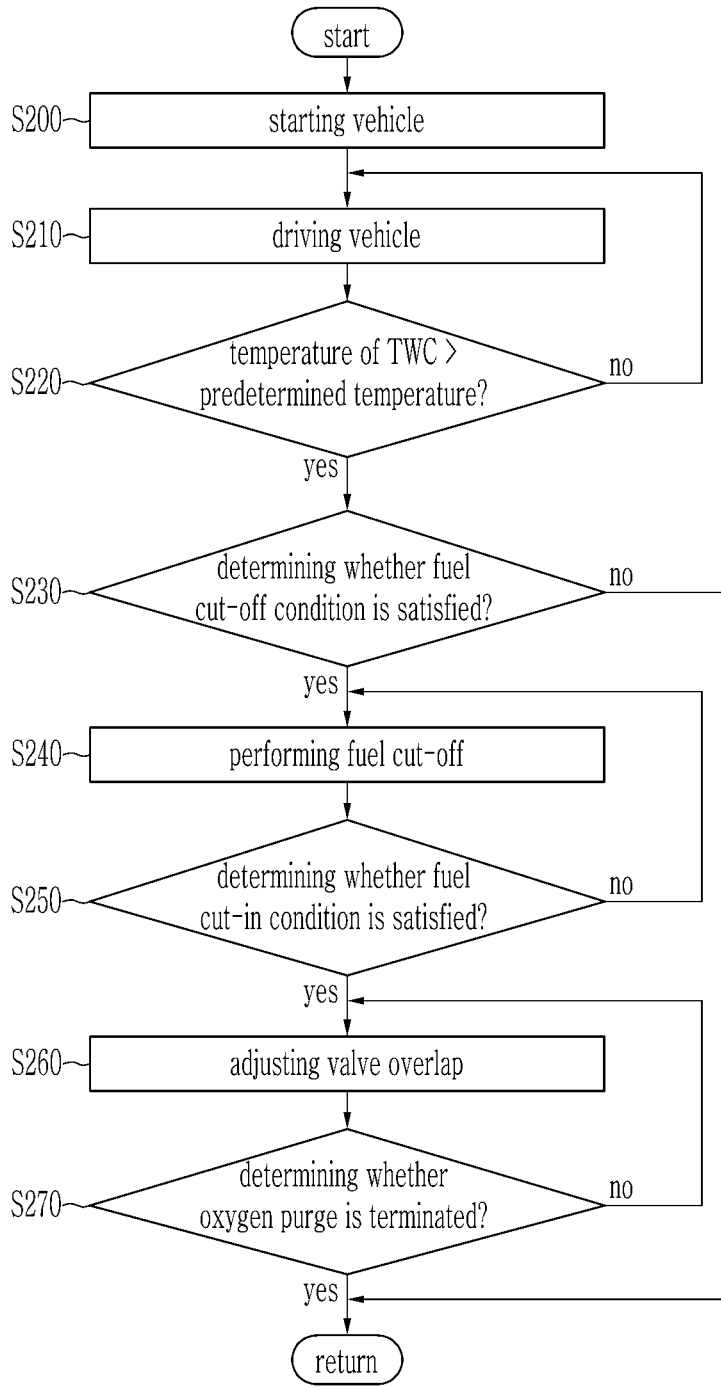 start
S200
starting vehicle
S210
driving vehicle
S220
temperature of TWC >
predetermined temperature?
no
yes
S230
determining whether fuel
cut-off condition is satisfied?
no
yes
S240
performing fuel cut-off
S250
determining whether fuel
cut-in condition is satisfied?
no
yes
S260
adjusting valve overlap
S270
determining whether
oxygen purge is terminated?
no
yes
return